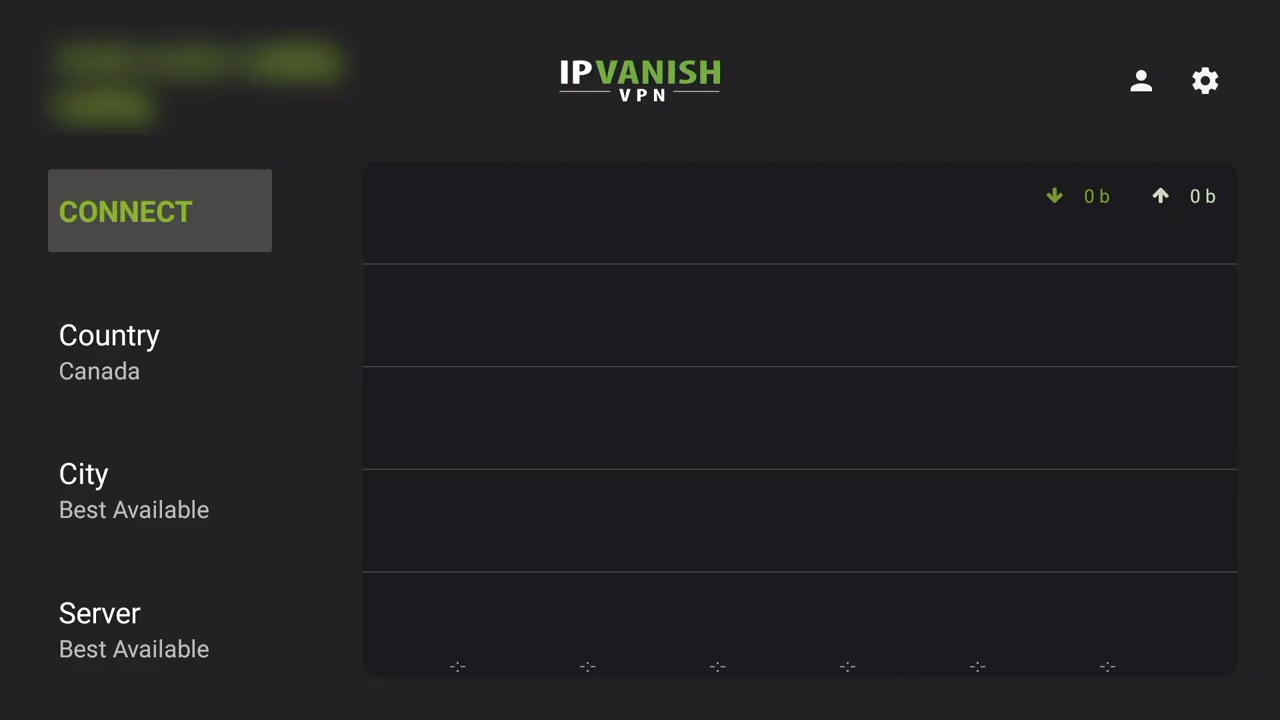 IPVANISH
VPN
CONNECT
0 b
0 b
Country
Canada
City
Best Available
Server
Best Available
-:-
-:-
-:-
-:-
-:-
-:-